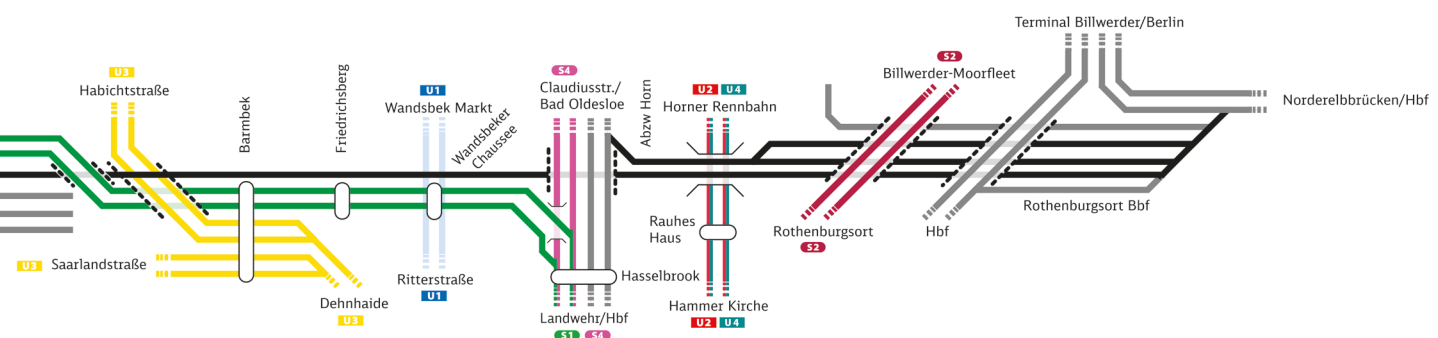 Terminal Billwerder/Berlin
S2
Billwerder-Moorfleet
U3
Habichtstraße
Barmbek
Friedrichsberg
U1
Wandsbek Markt
Wandsbeker
Chaussee
S4
Claudiusstr./
Bad Oldesloe
Abzw Horn
U2 U4
Horner Rennbahn
Norderelbbrücken/Hbf
Rothenburgsort Bbf
Rauhes
Haus
Rothenburgsort
S2
Hbf
U3 Saarlandstraße
Ritterstraße
U1
Hasselbrook
Dehnhaide
U3
Landwehr/Hbf
S1 S4
Hammer Kirche
U2 U4